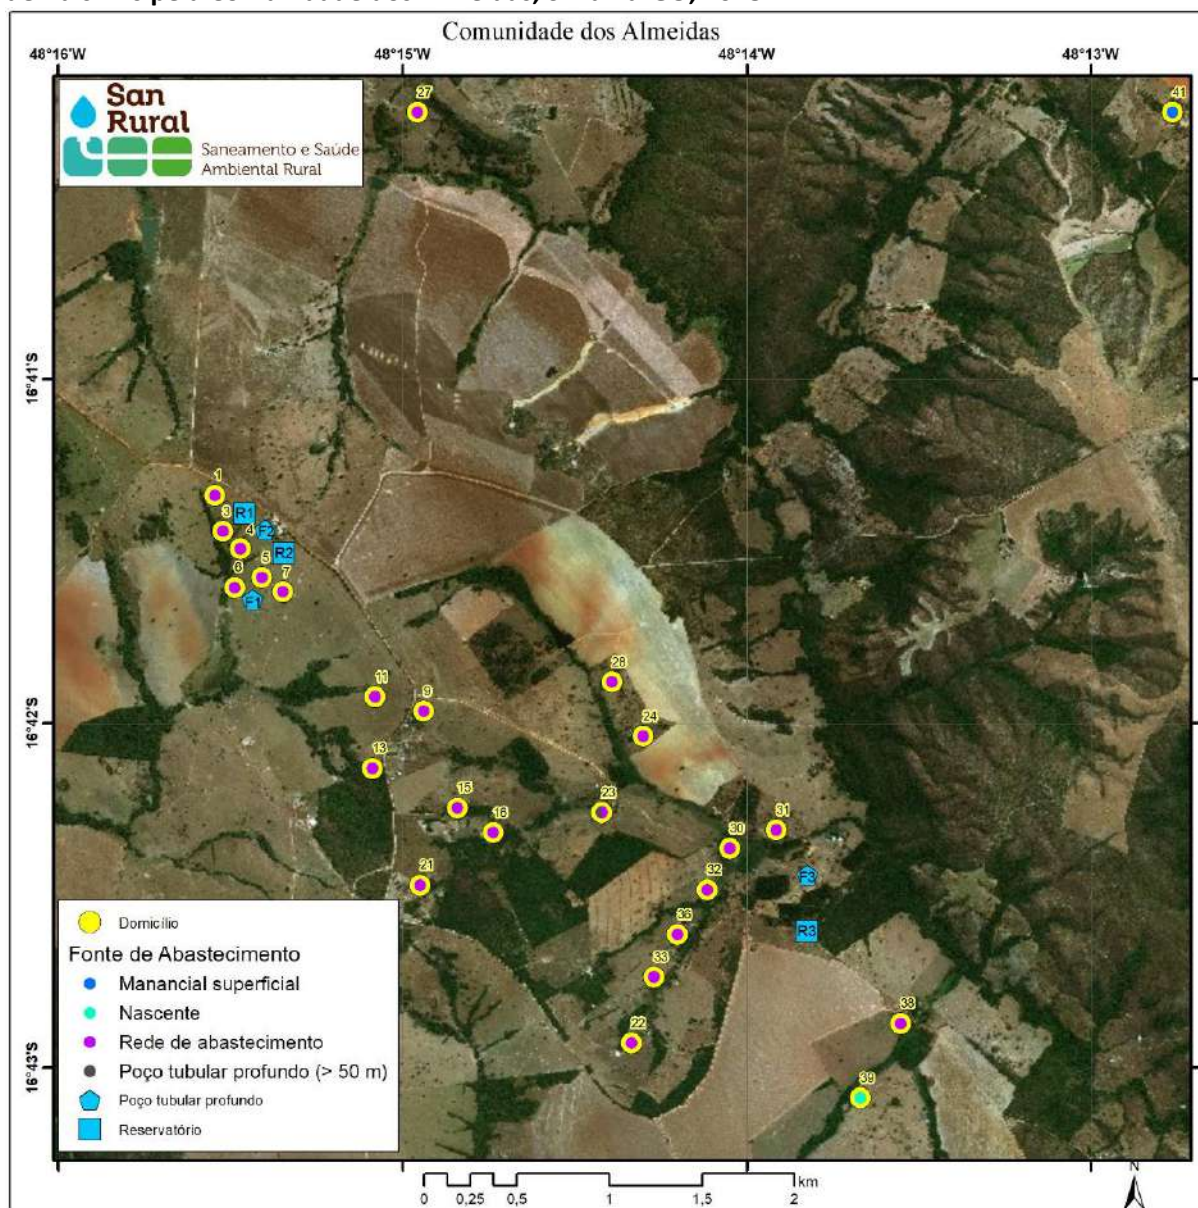 Comunidade dos Almeidas
48°16'W 48°15'W 48°14'W 48°13'W
San
Rural
Saneamento e Saúde
Ambiental Rural
27
41
16°41'S
1
R1
3
F2
4
R2
5
7
F1
28
11
9
16°42'S
24
13
15
23
16
31
30
21
F3
32
36
R3
33
38
22
39
16°43'S
Domicílio
Fonte de Abastecimento
Manancial superficial
Nascente
Rede de abastecimento
Poço tubular profundo (> 50 m)
Poço tubular profundo
Reservatório
0 0,25 0,5 1 1,5 2 km
N